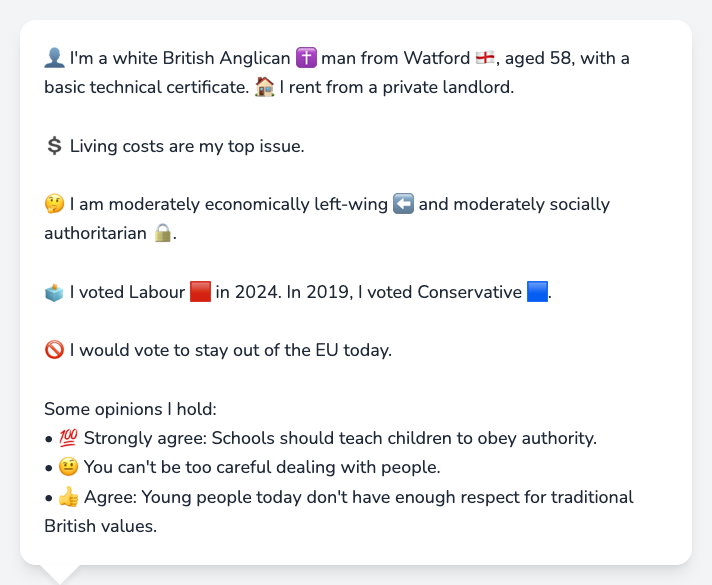 👤 I'm a white British Anglican ✝️ man from Watford 🏴󠁧󠁢󠁥󠁮󠁧󠁿, aged 58, with a
basic technical certificate. 🏠 I rent from a private landlord.
💲 Living costs are my top issue.
🤔 I am moderately economically left-wing ⬅️ and moderately socially
authoritarian 🔒.
🗳️ I voted Labour 🟥 in 2024. In 2019, I voted Conservative 🟦.
🚫 I would vote to stay out of the EU today.
Some opinions I hold:
• 💯 Strongly agree: Schools should teach children to obey authority.
• 🤨 You can't be too careful dealing with people.
• 👍 Agree: Young people today don't have enough respect for traditional
British values.